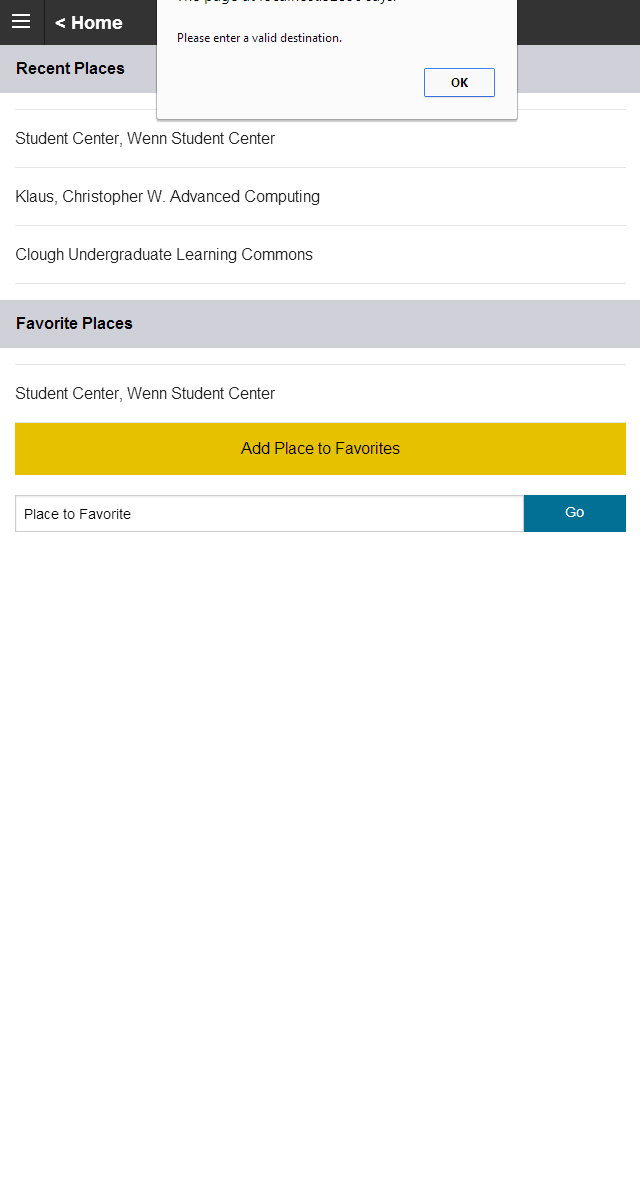 < Home
Please enter a valid destination.
OK
Recent Places
Student Center, Wenn Student Center
Klaus, Christopher W. Advanced Computing
Clough Undergraduate Learning Commons
Favorite Places
Student Center, Wenn Student Center
Add Place to Favorites
Place to Favorite
Go